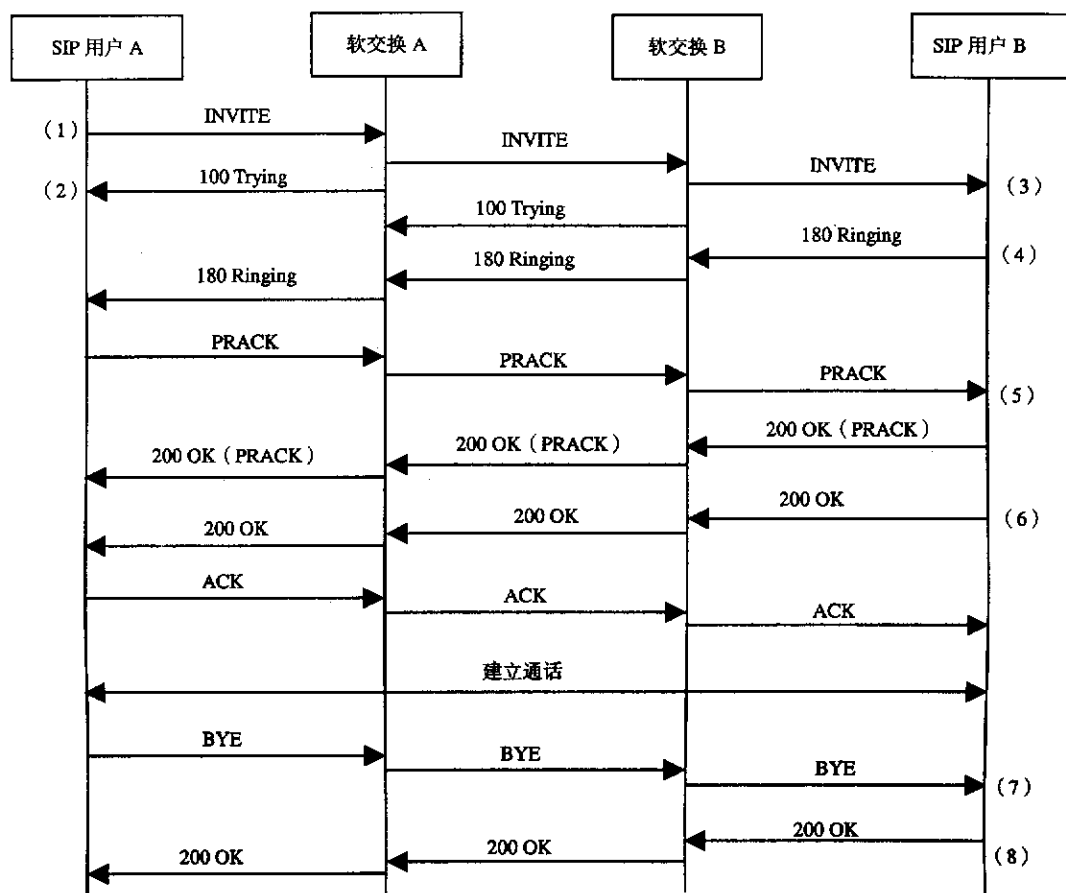 SIP 用户 A
软交换 A
软交换 B
SIP 用户 B
(1)
INVITE
INVITE
INVITE
(2)
100 Trying
(3)
100 Trying
180 Ringing
(4)
180 Ringing
180 Ringing
PRACK
PRACK
PRACK
(5)
200 OK(PRACK)
200 OK(PRACK)
200 OK(PRACK)
200 OK
(6)
200 OK
200 OK
ACK
ACK
ACK
建立通话
BYE
BYE
BYE
(7)
200 OK
200 OK
200 OK
(8)